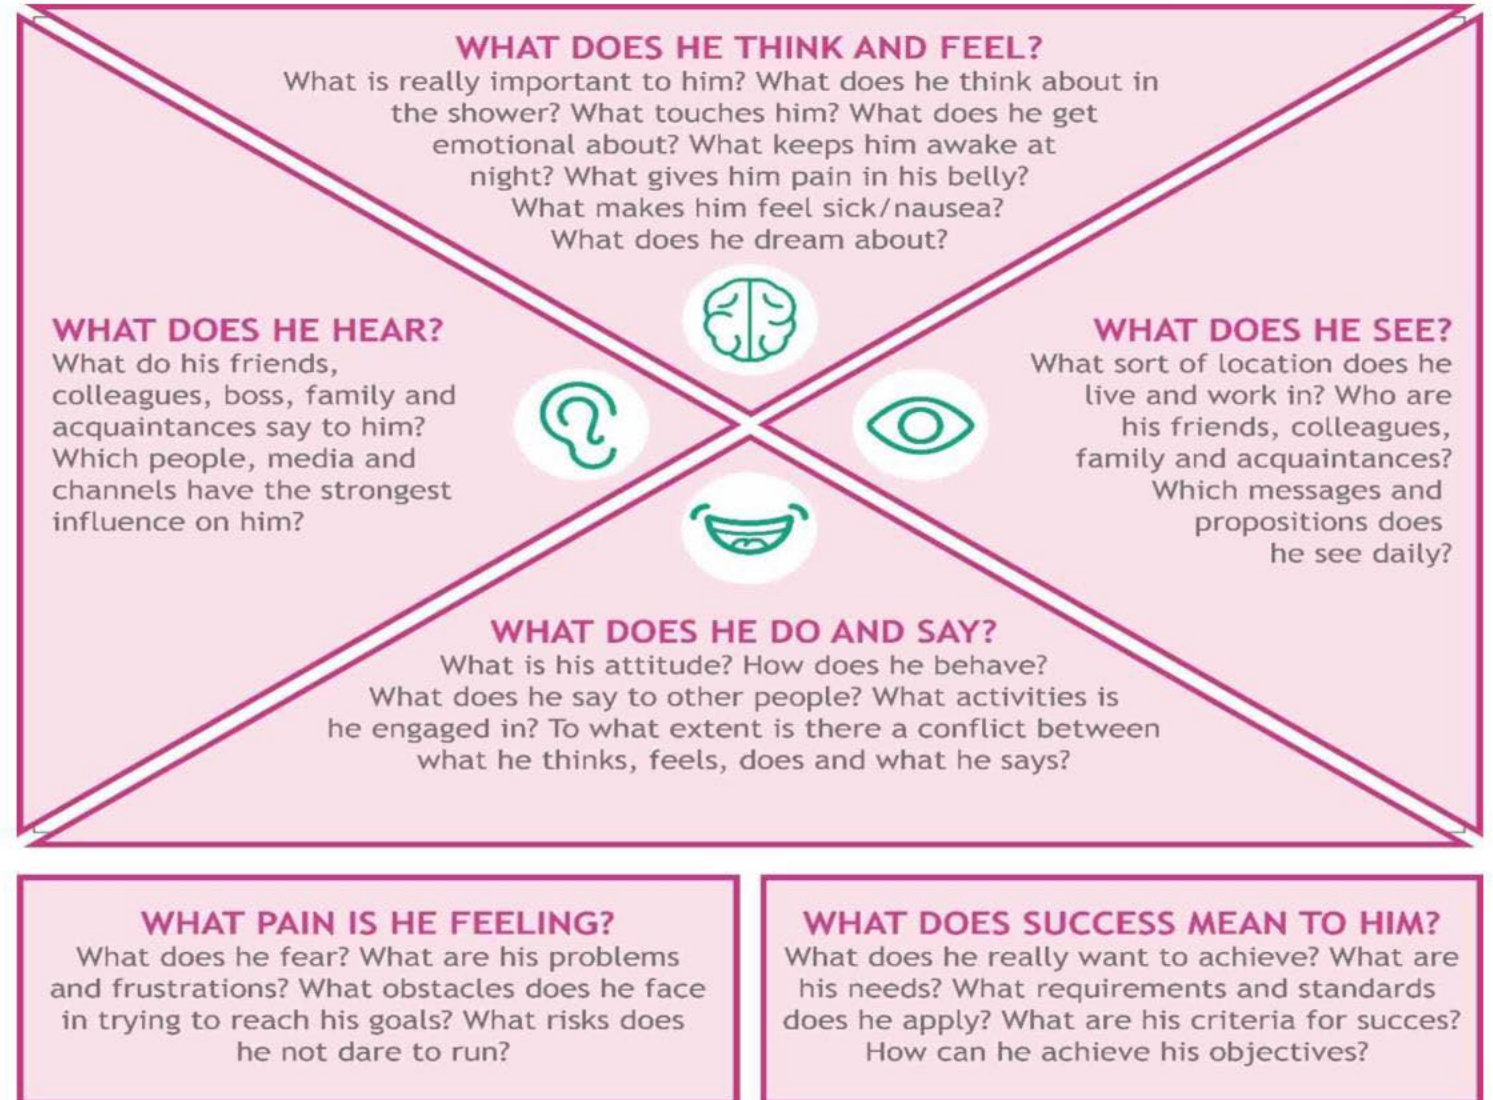 WHAT DOES HE THINK AND FEEL?
What is really important to him? What does he think about in
the shower? What touches him? What does he get
emotional about? What keeps him awake at
night? What gives him pain in his belly?
What makes him feel sick/nausea?
What does he dream about?
WHAT DOES HE HEAR?
What do his friends,
colleagues, boss, family and
acquaintances say to him?
Which people, media and
channels have the strongest
influence on him?
WHAT DOES HE SEE?
What sort of location does he
live and work in? Who are
his friends, colleagues,
family and acquaintances?
Which messages and
propositions does
he see daily?
WHAT DOES HE DO AND SAY?
What is his attitude? How does he behave?
What does he say to other people? What activities is
he engaged in? To what extent is there a conflict between
what he thinks, feels, does and what he says?
WHAT PAIN IS HE FEELING?
What does he fear? What are his problems
and frustrations? What obstacles does he face
in trying to reach his goals? What risks does
he not dare to run?
WHAT DOES SUCCESS MEAN TO HIM?
What does he really want to achieve? What are
his needs? What requirements and standards
does he apply? What are his criteria for succes?
How can he achieve his objectives?